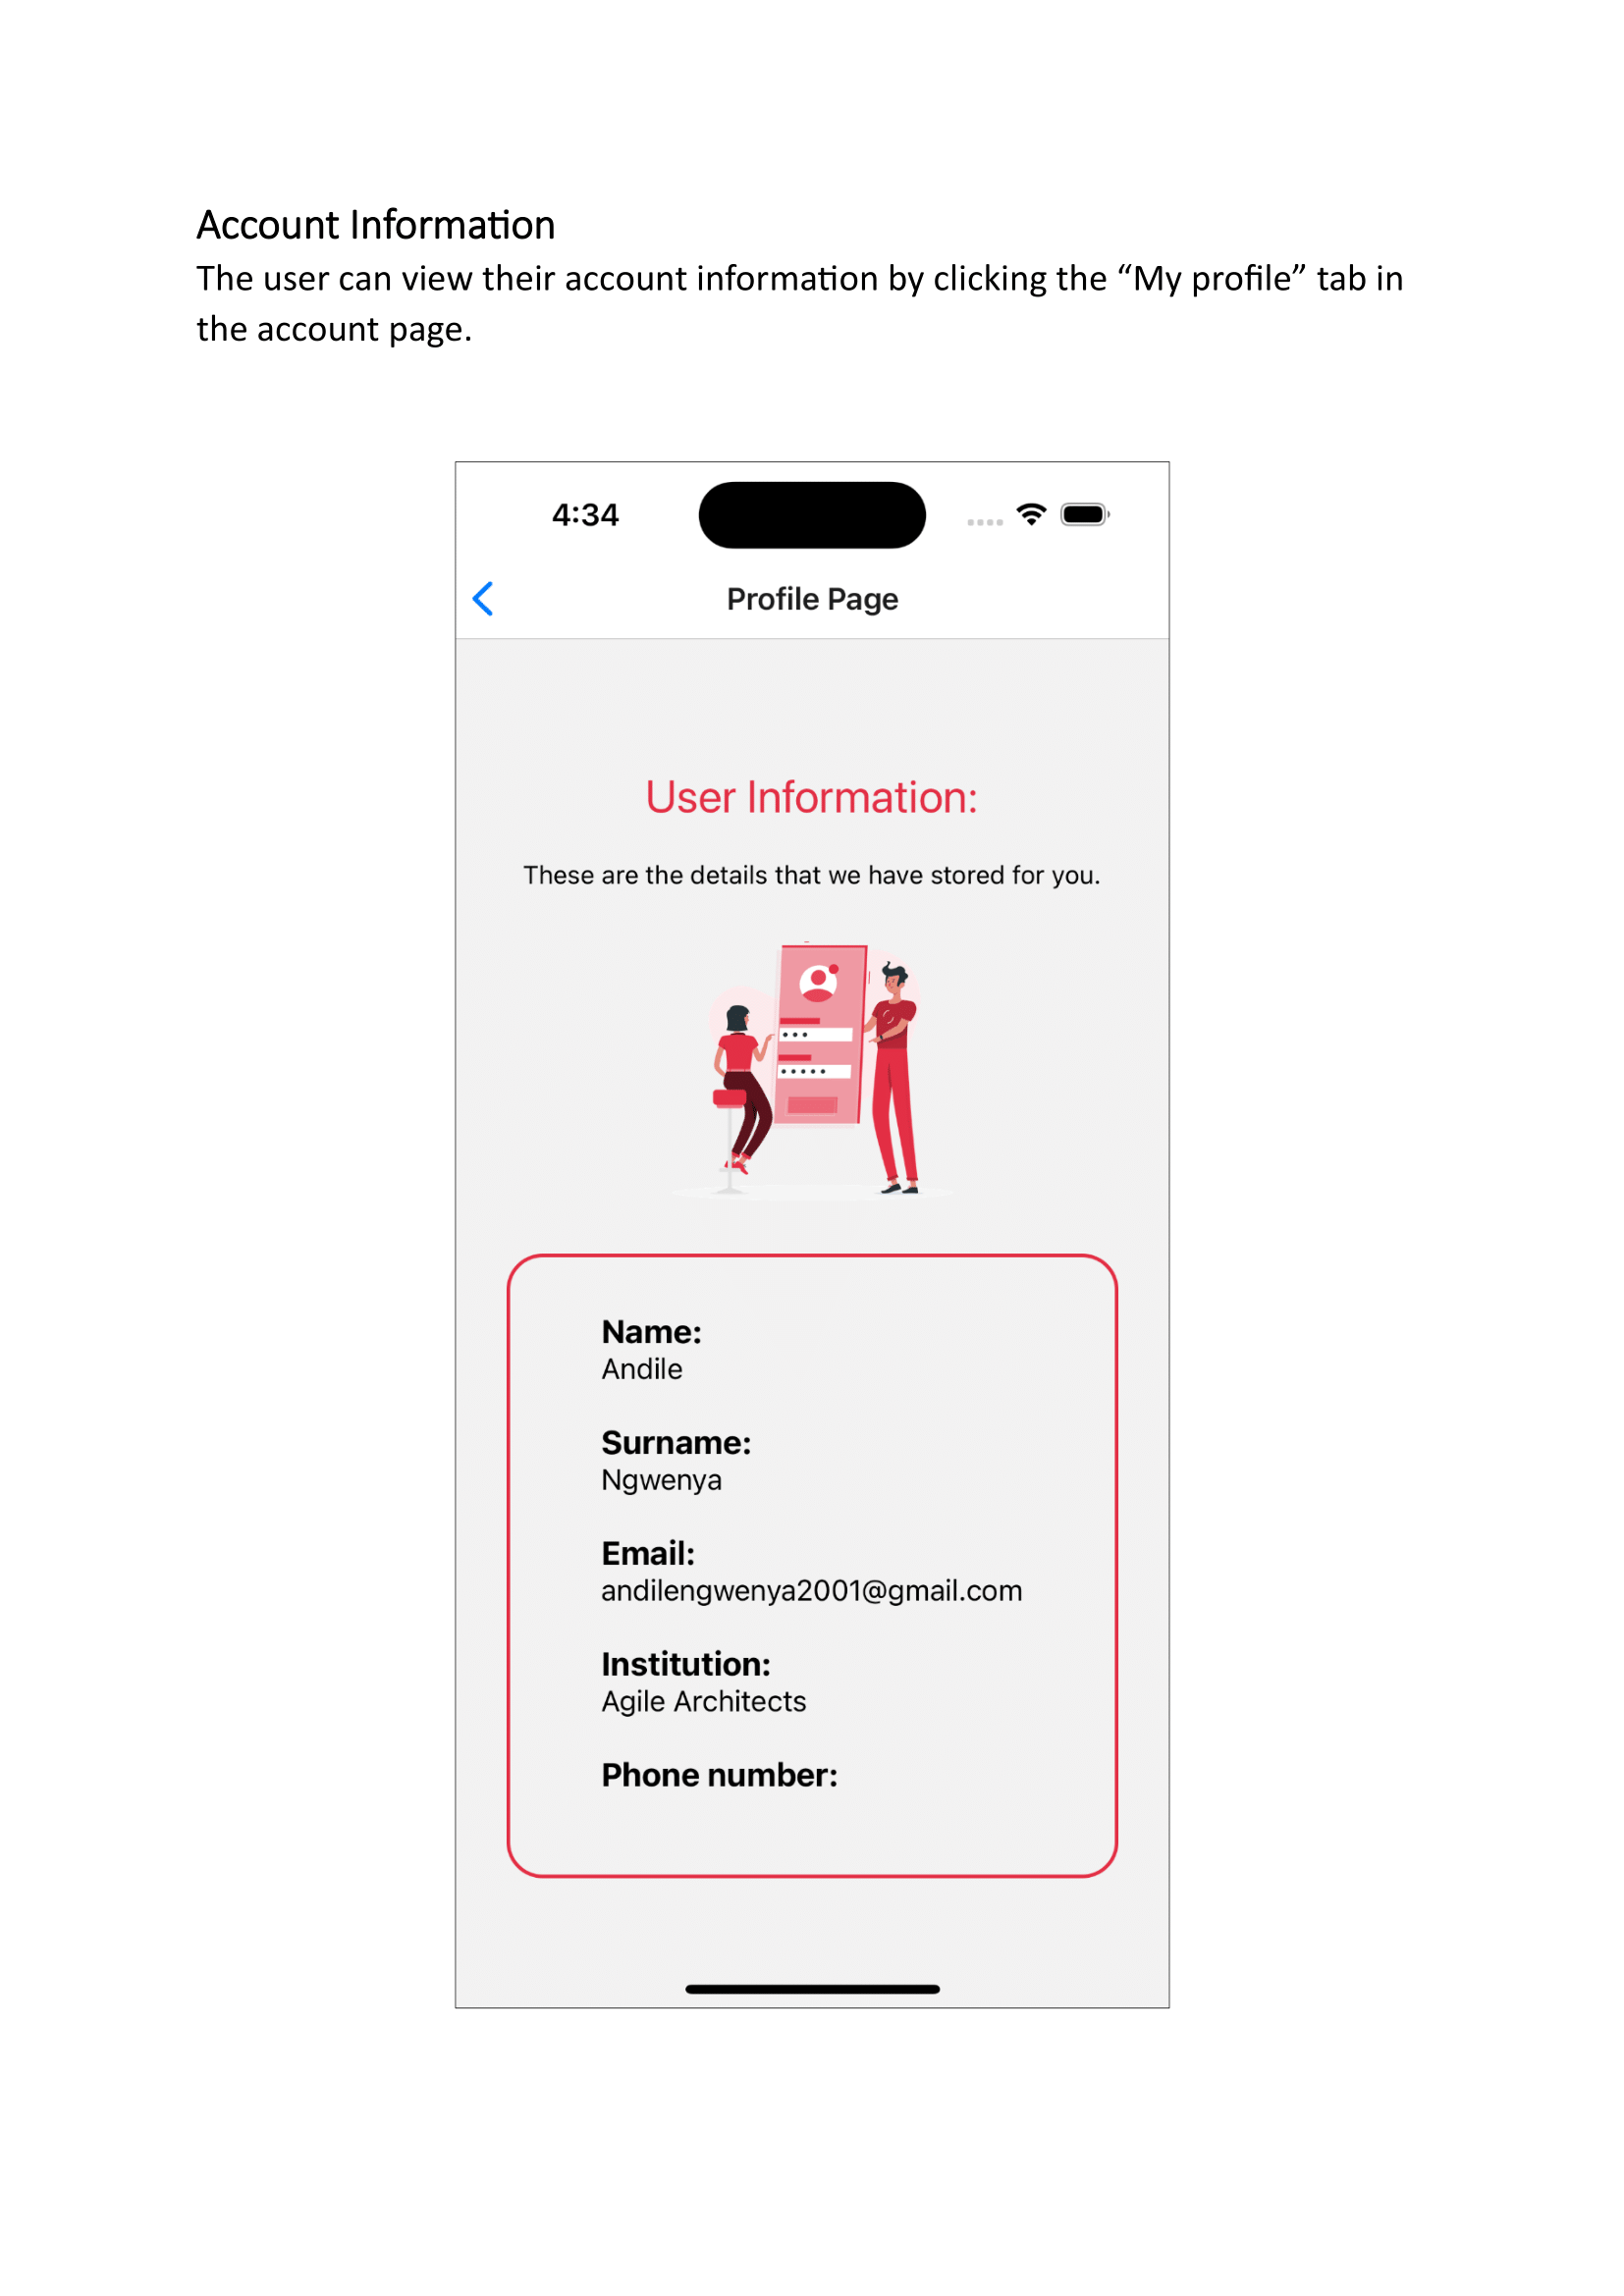 Account Information
The user can view their account information by clicking the “My profile” tab in
the account page.
4:34
Profile Page
User Information:
These are the details that we have stored for you.
Name:
Andile
Surname:
Ngwenya
Email:
andilengwenya2001@gmail.com
Institution:
Agile Architects
Phone number: